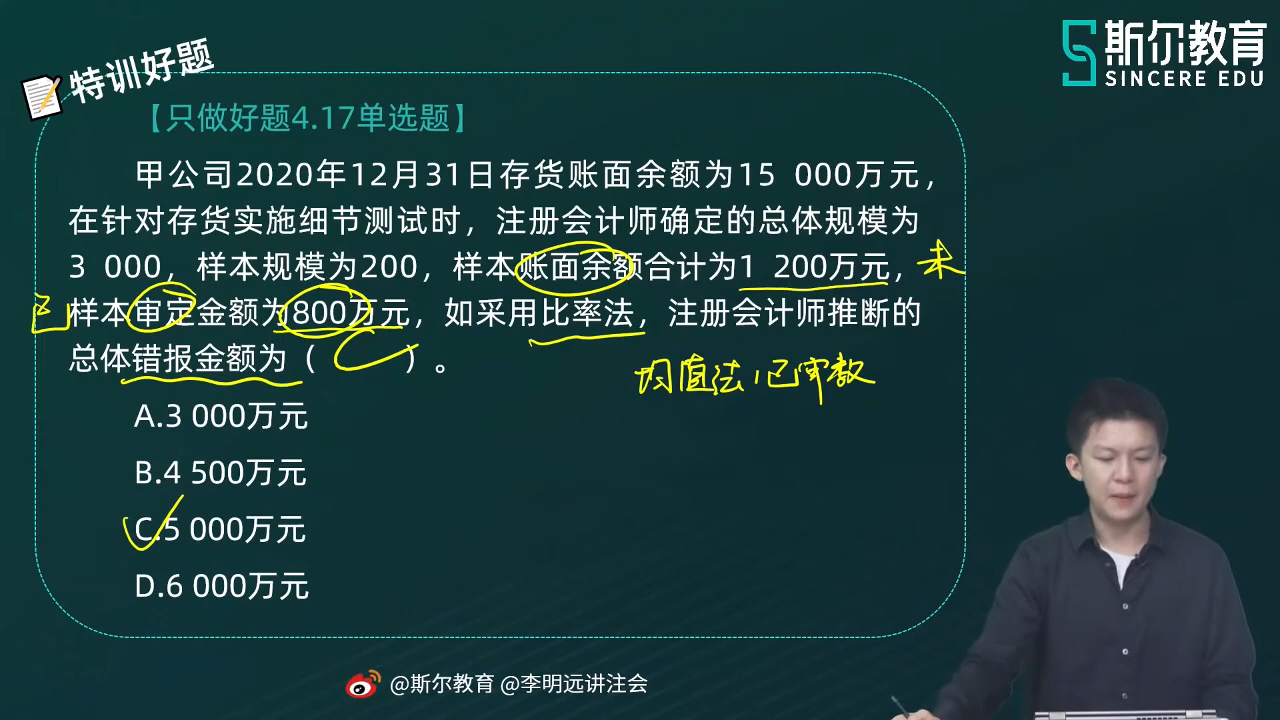 特训好题
斯尔教育
SINCERE EDU
【只做好题4.17单选题】
甲公司2020年12月31日存货账面余额为15 000万元，
在针对存货实施细节测试时，注册会计师确定的总体规模为
3 000，样本规模为200，样本账面余额合计为1 200万元，未
已样本审定金额为800万元，如采用比率法，注册会计师推断的
总体错报金额为（ C ）。
均值法：已审数
A.3 000万元
B.4 500万元
C.5 000万元
D.6 000万元
@斯尔教育 @李明远讲注会